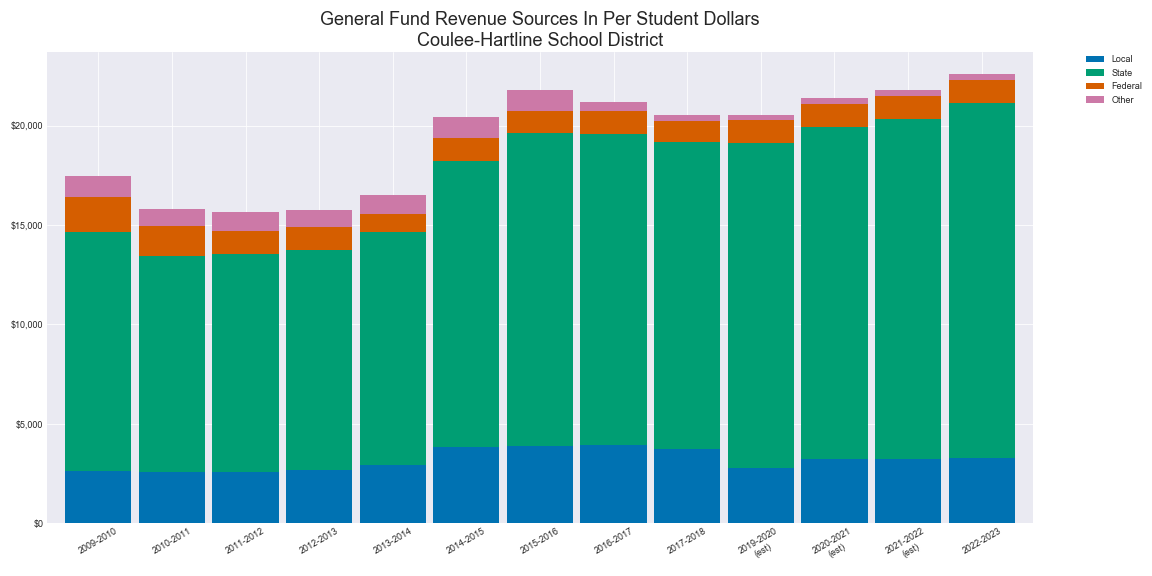 General Fund Revenue Sources In Per Student Dollars
Coulee-Hartline School District
Local
State
Federal
Other
$20,000
$15,000
$10,000
$5,000
$0
2009-2010
2010-2011
2011-2012
2012-2013
2013-2014
2014-2015
2015-2016
2016-2017
2017-2018
2019-2020
(est)
2020-2021
(est)
2021-2022
(est)
2022-2023